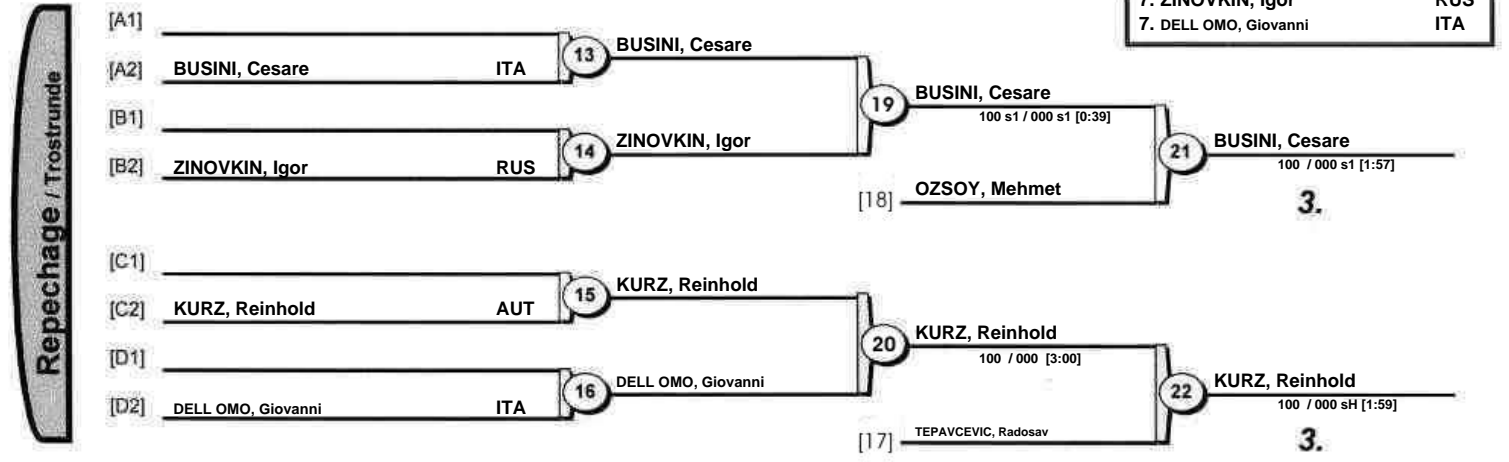 7. ZINOVKIN, Igor RUS
7. DELL OMO, Giovanni ITA
Repechage / Trostrunde
[A1]
[A2] BUSINI, Cesare ITA
13 BUSINI, Cesare
[B1]
[B2] ZINOVKIN, Igor RUS
14 ZINOVKIN, Igor
19 BUSINI, Cesare
100 s1 / 000 s1 [0:39]
[18] OZSOY, Mehmet
21 BUSINI, Cesare
100 / 000 s1 [1:57]
3.
[C1]
[C2] KURZ, Reinhold AUT
15 KURZ, Reinhold
[D1]
[D2] DELL OMO, Giovanni ITA
16 DELL OMO, Giovanni
20 KURZ, Reinhold
100 / 000 [3:00]
[17] TEPAVCEVIC, Radosav
22 KURZ, Reinhold
100 / 000 sH [1:59]
3.